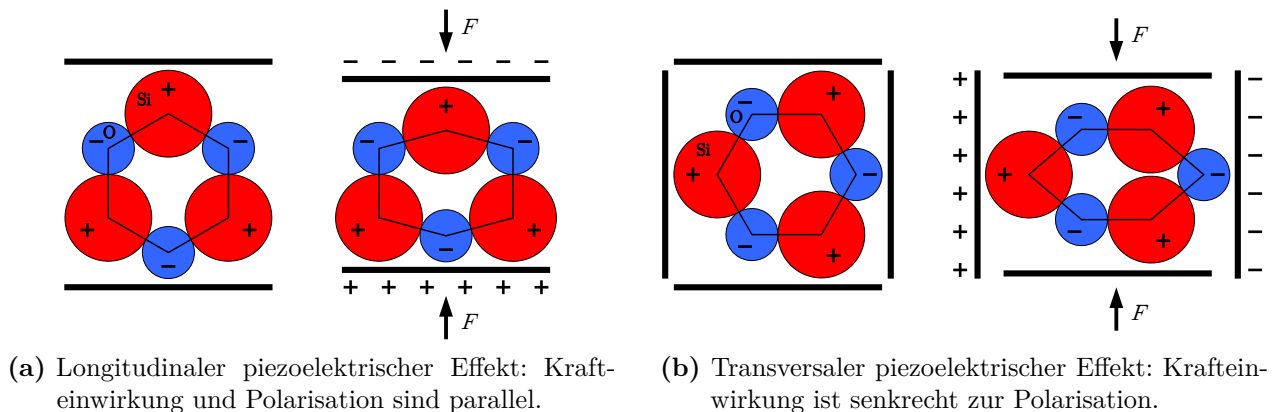 F
Si
+
O
−
−
+
+
−
− − − − − −
+
−
−
+
+
−
+ + + + + +
F
F
−
O
+
Si
+
−
−
+
+
+
+
+
+
+
−
+
+
−
−
+
−
−
−
−
−
−
F
(a) Longitudinaler piezoelektrischer Effekt: Kraft-
einwirkung und Polarisation sind parallel.
(b) Transversaler piezoelektrischer Effekt: Kraftein-
wirkung ist senkrecht zur Polarisation.